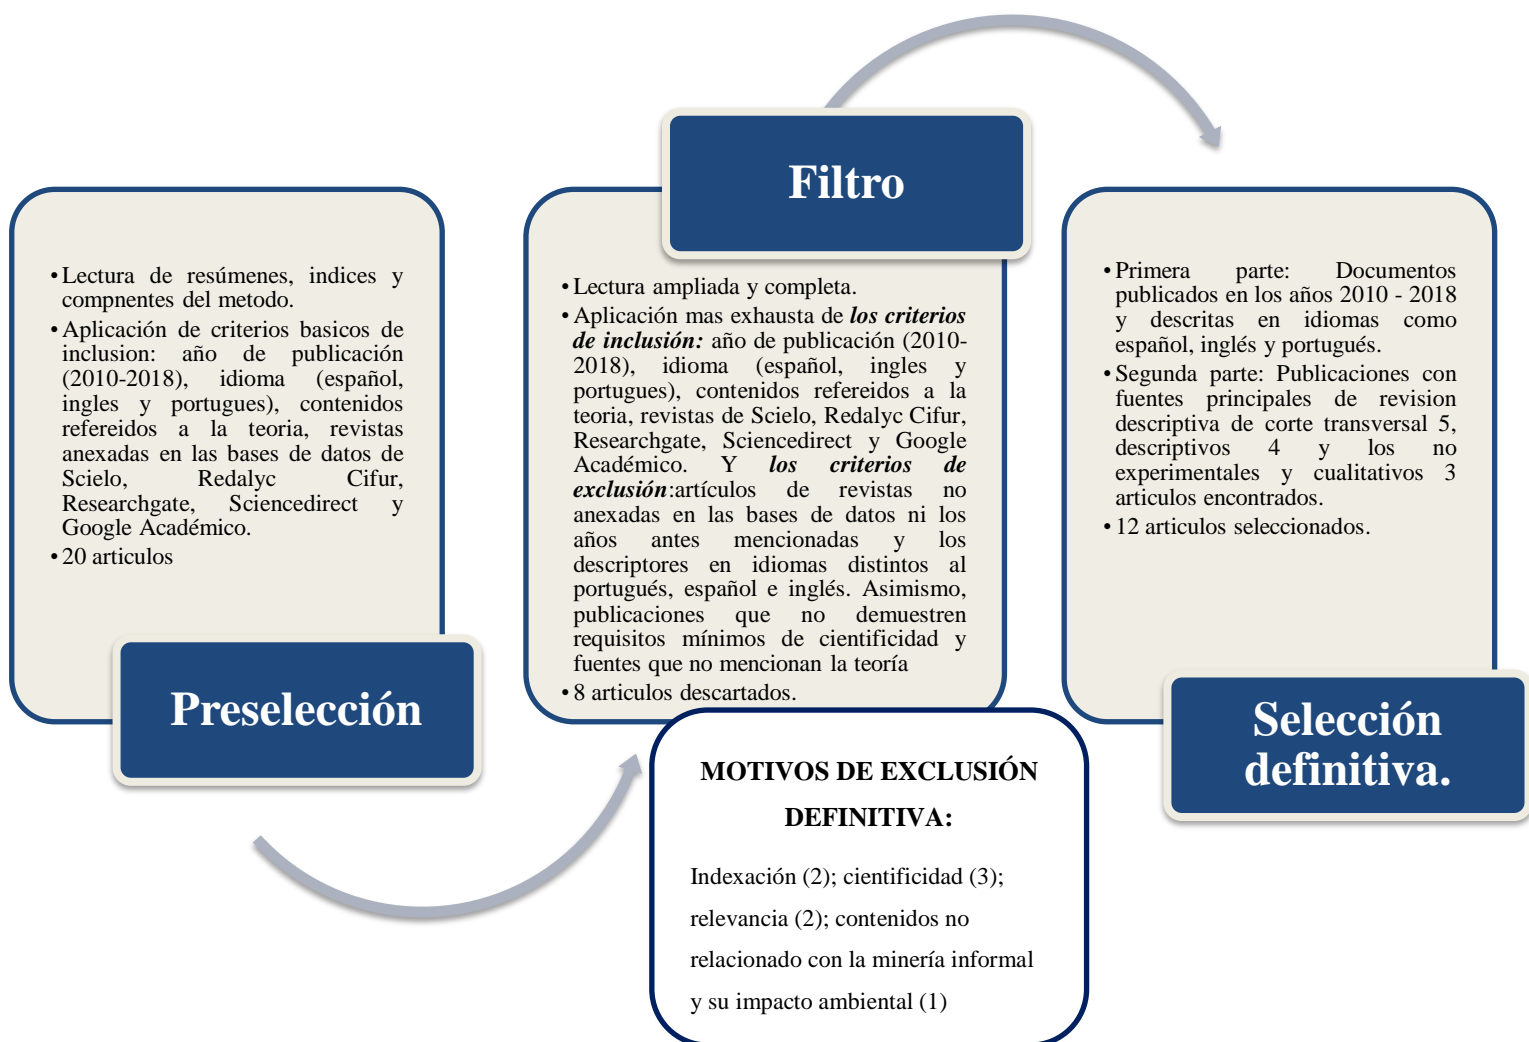 • Lectura de resúmenes, indices y
compnentes del metodo.
• Aplicación de criterios basicos de
inclusion: año de publicación
(2010-2018), idioma (español,
ingles y portugues), contenidos
refereidos a la teoria, revistas
anexadas en las bases de datos de
Scielo, Redalyc Cifur,
Researchgate, Sciencedirect y
Google Académico.
• 20 articulos
Preselección
Filtro
• Lectura ampliada y completa.
• Aplicación mas exhausta de los criterios
de inclusión: año de publicación (2010-
2018), idioma (español, ingles y
portugues), contenidos refereidos a la
teoria, revistas de Scielo, Redalyc Cifur,
Researchgate, Sciencedirect y Google
Académico. Y los criterios de
exclusión:artículos de revistas no
anexadas en las bases de datos ni los
años antes mencionadas y los
descriptores en idiomas distintos al
portugués, español e inglés. Asimismo,
publicaciones que no demuestren
requisitos mínimos de cientificidad y
fuentes que no mencionan la teoría
• 8 articulos descartados.
MOTIVOS DE EXCLUSIÓN
DEFINITIVA:
Indexación (2); cientificidad (3);
relevancia (2); contenidos no
relacionado con la minería informal
y su impacto ambiental (1)
• Primera parte: Documentos
publicados en los años 2010 - 2018
y descritas en idiomas como
español, inglés y portugués.
• Segunda parte: Publicaciones con
fuentes principales de revision
descriptiva de corte transversal 5,
descriptivos 4 y los no
experimentales y cualitativos 3
articulos encontrados.
• 12 articulos seleccionados.
Selección
definitiva.